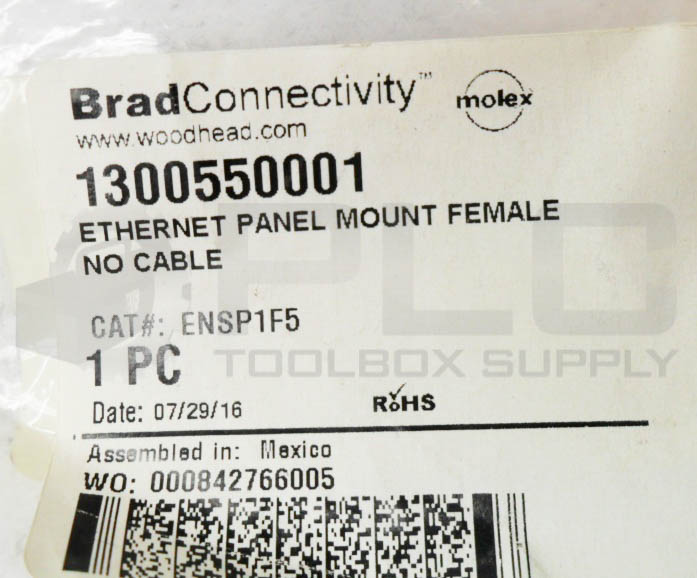 BradConnectivity™ molex
www.woodhead.com
1300550001
ETHERNET PANEL MOUNT FEMALE
NO CABLE
PLC
TOOLBOX SUPPLY
CAT#: ENSP1F5
1 PC
Date: 07/29/16 RoHS
Assembled in: Mexico
WO: 000842766005